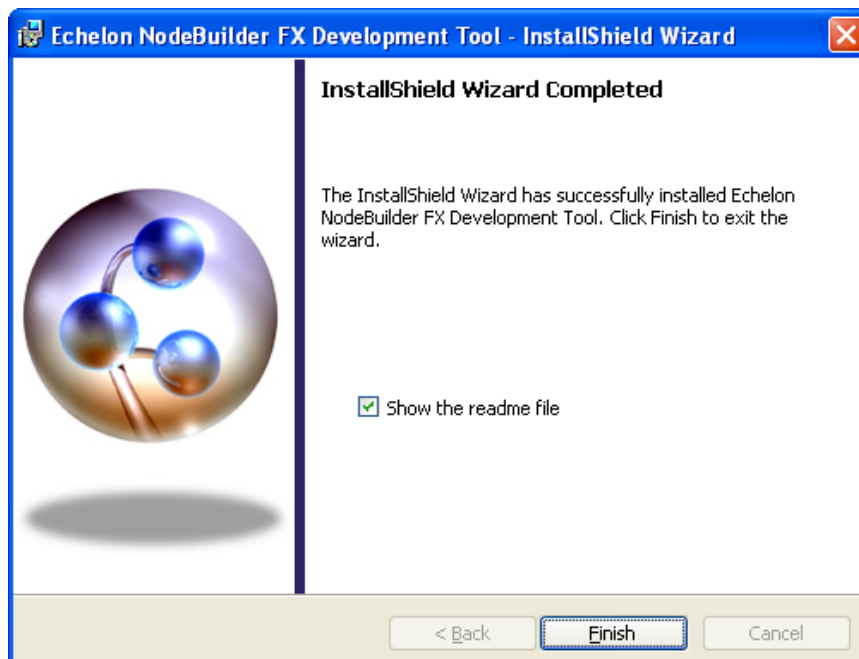 Echelon NodeBuilder FX Development Tool - InstallShield Wizard
InstallShield Wizard Completed
The InstallShield Wizard has successfully installed Echelon
NodeBuilder FX Development Tool. Click Finish to exit the
wizard.
Show the readme file
< Back Finish Cancel